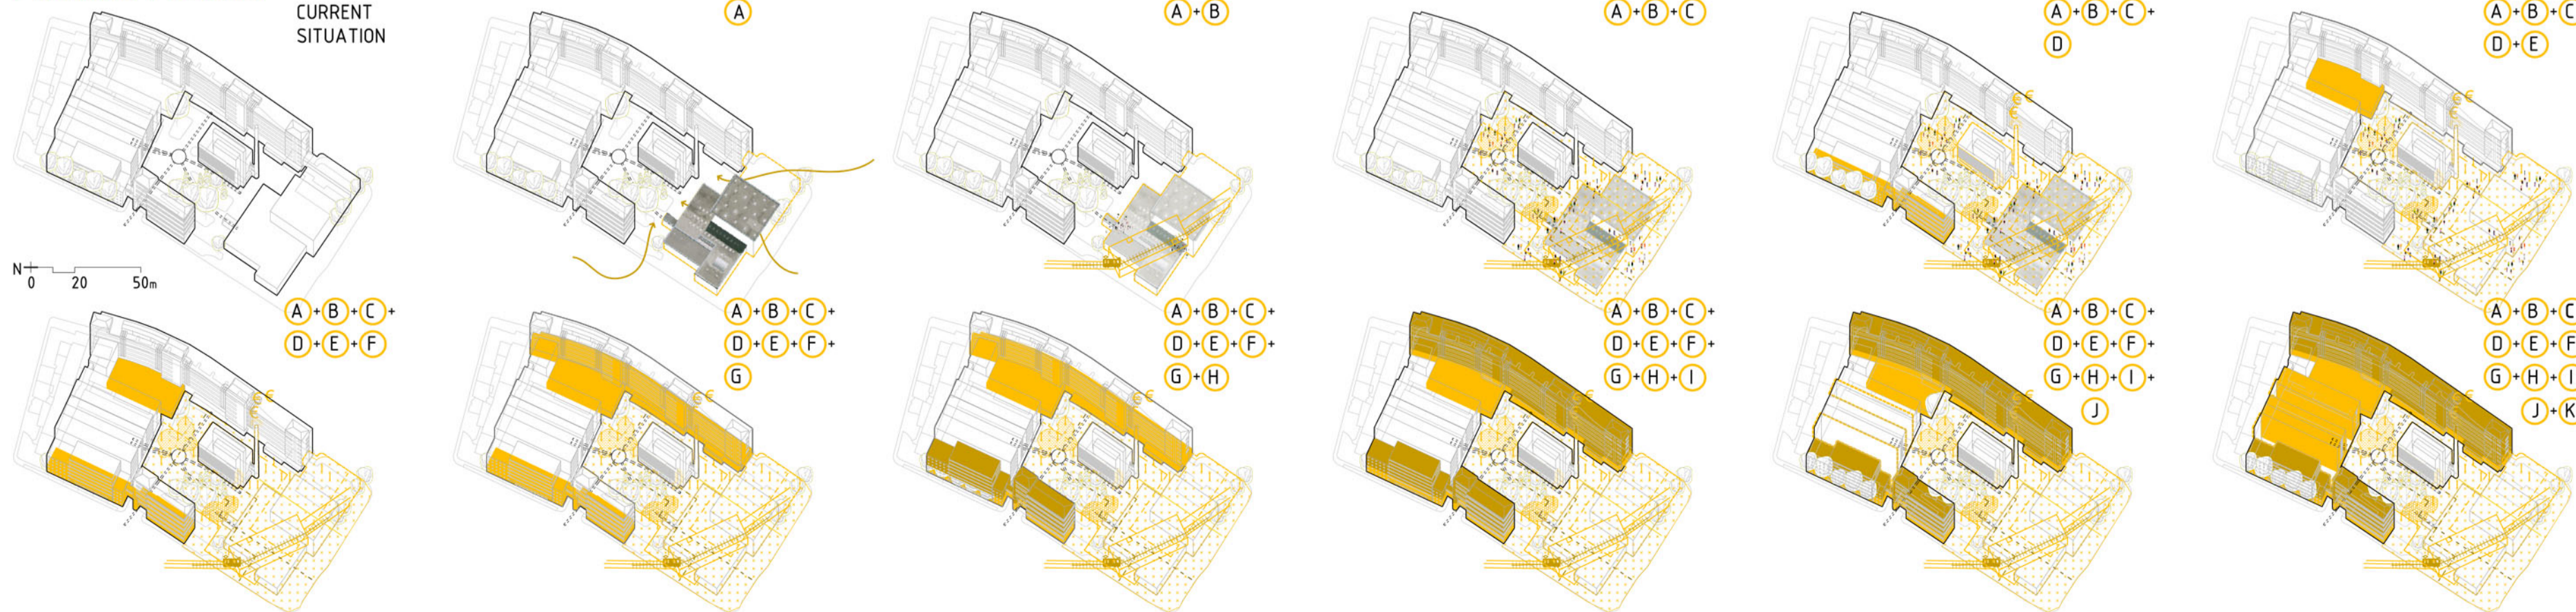 CURRENT
SITUATION
A
A+B
A+B+C
A+B+C+
D
A+B+C
D+E
€€
€
€€
€
N
0 20 50m
A+B+C+
D+E+F
A+B+C+
D+E+F+
G
A+B+C+
D+E+F+
G+H
A+B+C+
D+E+F+
G+H+I
A+B+C+
D+E+F+
G+H+I+
J
A+B+C
D+E+F
G+H+I
J+K
€€
€
€€
€
€€
€
€€
€
€€
€
€€
€